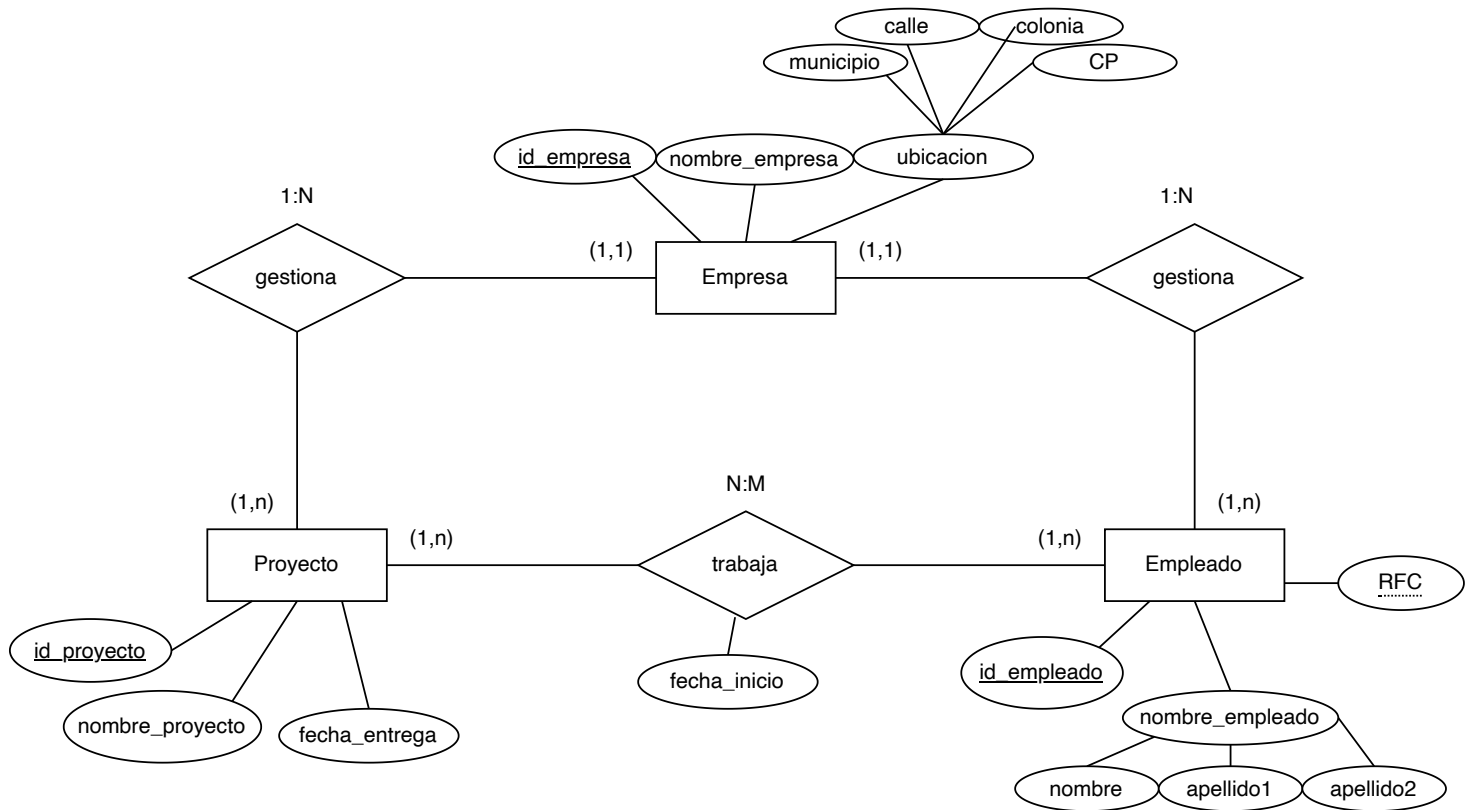 calle
colonia
municipio
CP
id_empresa
nombre_empresa
ubicacion
1:N
1:N
(1,1)
(1,1)
gestiona
Empresa
gestiona
N:M
(1,n)
(1,n)
(1,n)
(1,n)
Proyecto
trabaja
Empleado
RFC
id_proyecto
fecha_inicio
id_empleado
nombre_proyecto
fecha_entrega
nombre_empleado
nombre
apellido1
apellido2